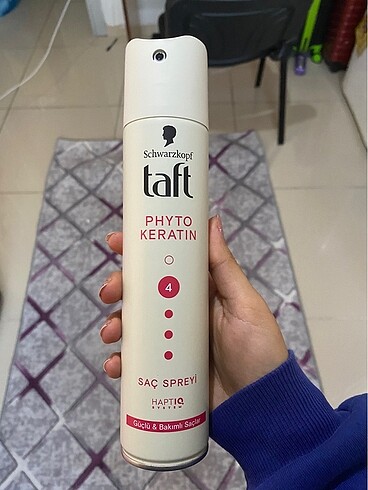 Schwarzkopf
taft
PHYTO
KERATIN
4
SAÇ SPREYİ
HAPTIQ
SYSTEM
Güçlü & Bakımlı Saçlar